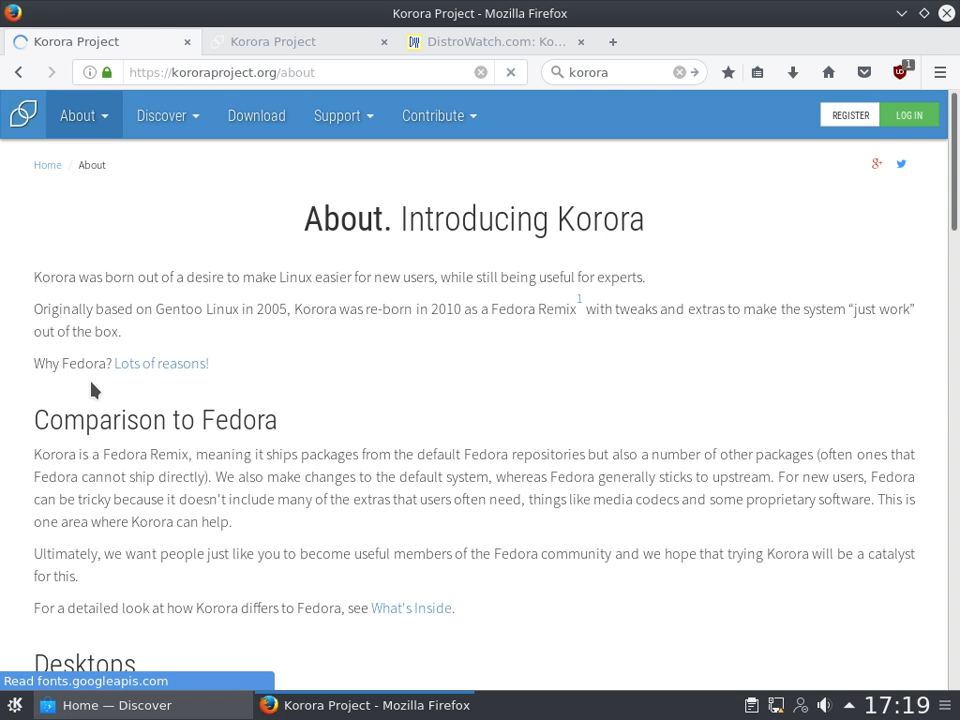 Korora Project - Mozilla Firefox
Korora Project
Korora Project
DW DistroWatch.com: Ko...
https://kororaproject.org/about
korora
1
About
Discover
Download
Support
Contribute
REGISTER
LOG IN
Home / About
g+
About. Introducing Korora
Korora was born out of a desire to make Linux easier for new users, while still being useful for experts.
Originally based on Gentoo Linux in 2005, Korora was re-born in 2010 as a Fedora Remix1 with tweaks and extras to make the system “just work”
out of the box.
Why Fedora? Lots of reasons!
Comparison to Fedora
Korora is a Fedora Remix, meaning it ships packages from the default Fedora repositories but also a number of other packages (often ones that
Fedora cannot ship directly). We also make changes to the default system, whereas Fedora generally sticks to upstream. For new users, Fedora
can be tricky because it doesn't include many of the extras that users often need, things like media codecs and some proprietary software. This is
one area where Korora can help.
Ultimately, we want people just like you to become useful members of the Fedora community and we hope that trying Korora will be a catalyst
for this.
For a detailed look at how Korora differs to Fedora, see What's Inside.
Desktops
Read fonts.googleapis.com
Home — Discover
Korora Project - Mozilla Firefox
17:19